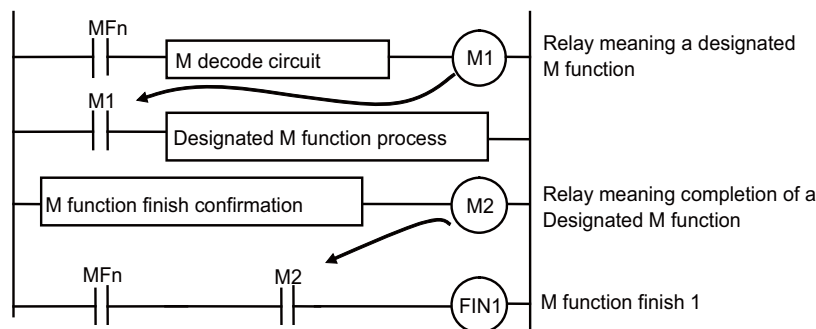 MFn
M decode circuit
M1
Relay meaning a designated
M function
M1
Designated M function process
M function finish confirmation
M2
Relay meaning completion of a
Designated M function
MFn
M2
FIN1
M function finish 1